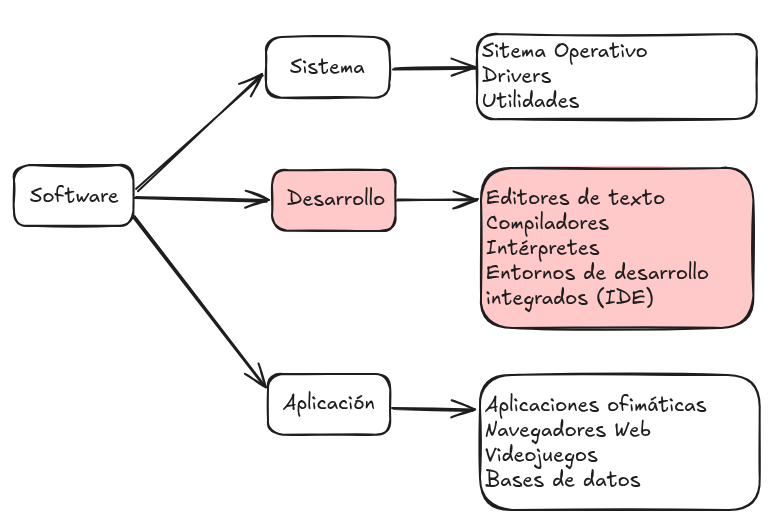 Software
Sistema
Sitema Operativo
Drivers
Utilidades
Desarrollo
Editores de texto
Compiladores
Intérpretes
Entornos de desarrollo
integrados (IDE)
Aplicación
Aplicaciones ofimáticas
Navegadores Web
Videojuegos
Bases de datos